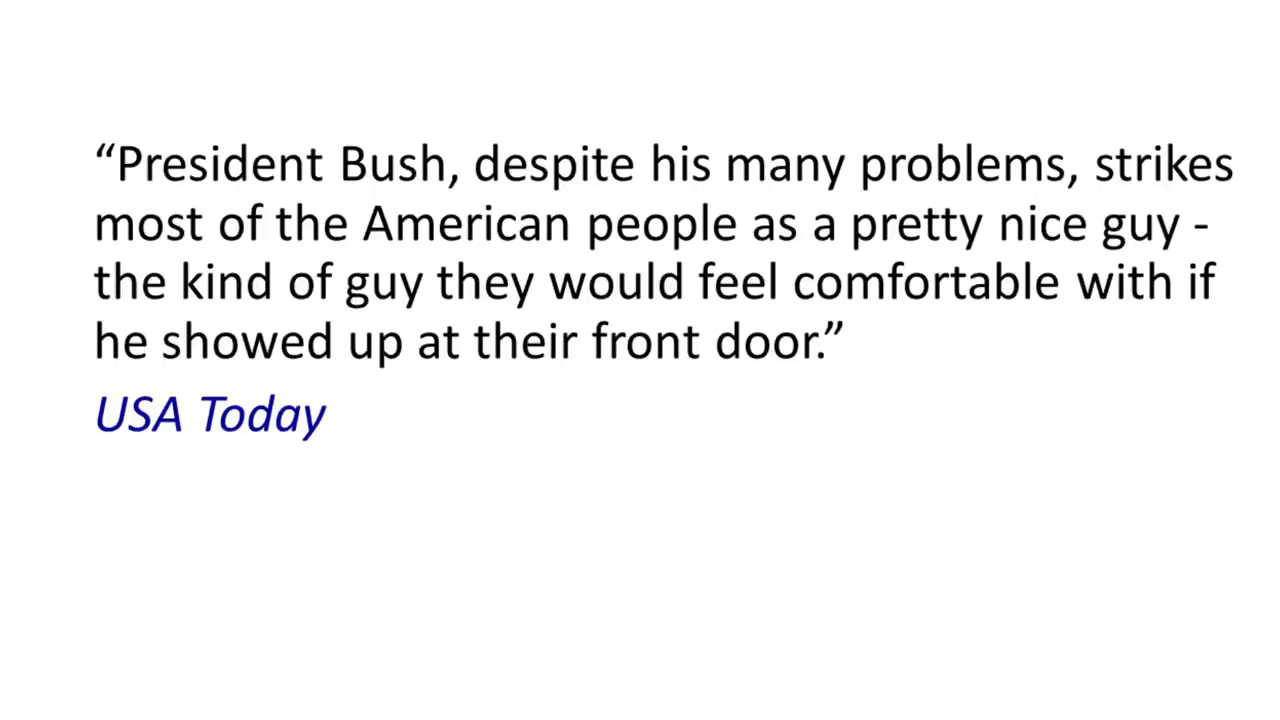 “President Bush, despite his many problems, strikes
most of the American people as a pretty nice guy -
the kind of guy they would feel comfortable with if
he showed up at their front door.”
USA Today